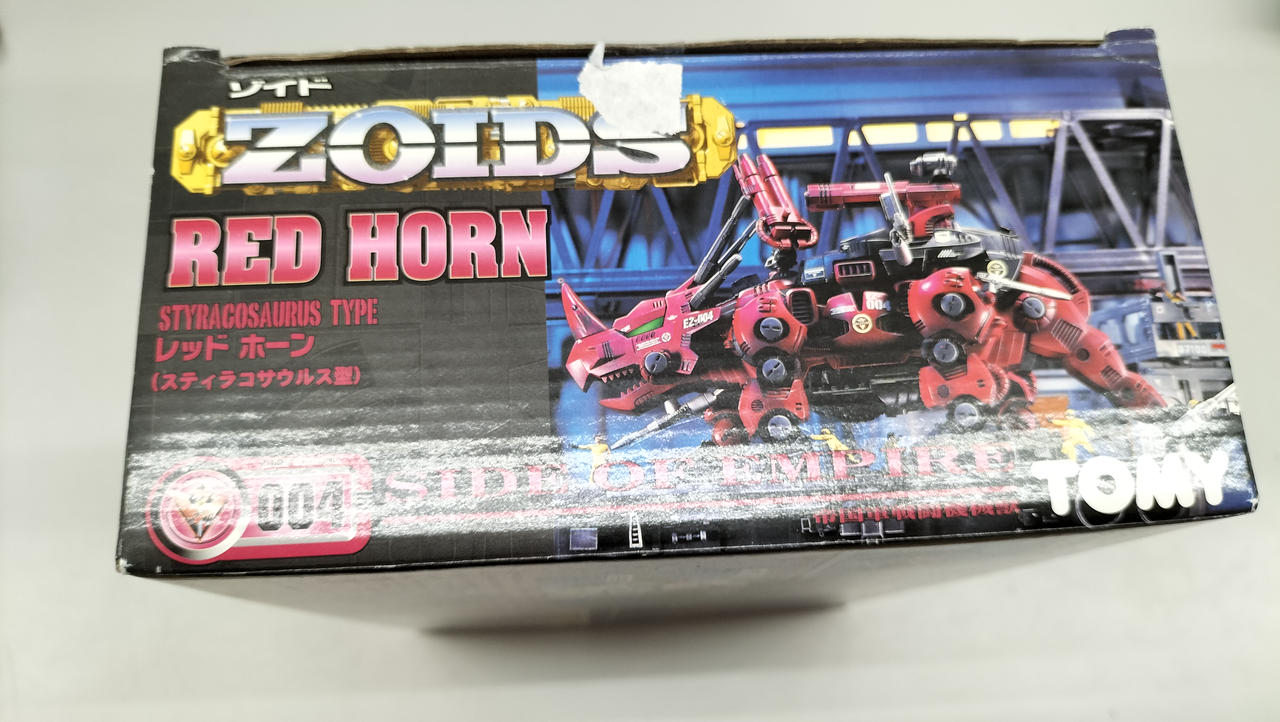 ゾイド
ZOIDS
RED HORN
STYRACOSAURUS TYPE
レッド ホーン
(スティラコサウルス型)
EZ-004
004
004
SIDE OF EMPIRE
TOMY